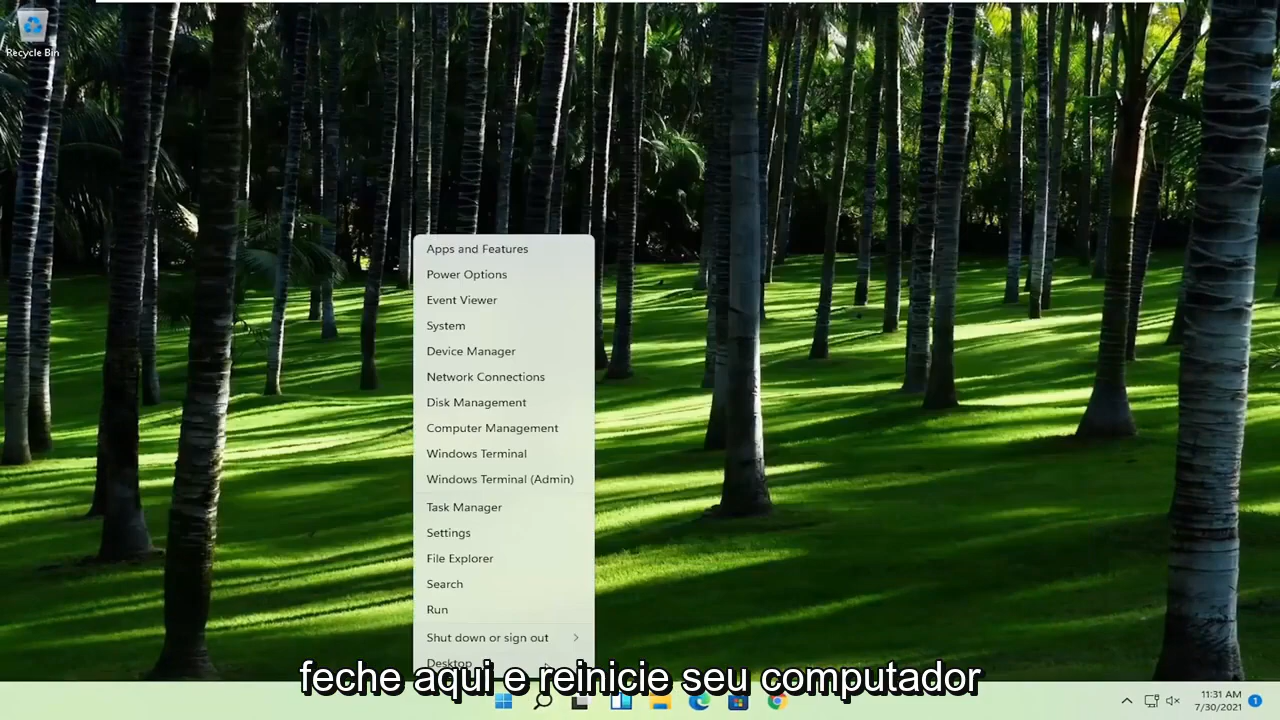 Recycle Bin
Apps and Features
Power Options
Event Viewer
System
Device Manager
Network Connections
Disk Management
Computer Management
Windows Terminal
Windows Terminal (Admin)
Task Manager
Settings
File Explorer
Search
Run
Shut down or sign out
Desktop
feche aqui e reinicie seu computador
11:31 AM
7/30/2021
1